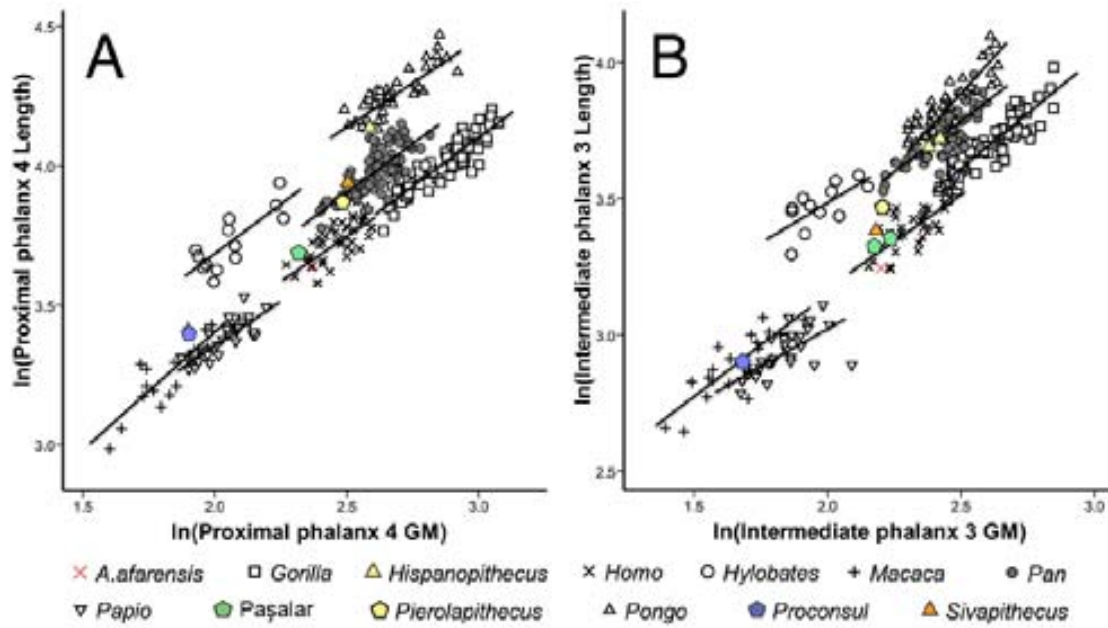 A
B
4.5
4.0
3.5
3.0
ln(Proximal phalanx 4 Length)
1.5 2.0 2.5 3.0
ln(Proximal phalanx 4 GM)
4.0
3.5
3.0
2.5
ln(Intermediate phalanx 3 Length)
1.5 2.0 2.5 3.0
ln(Intermediate phalanx 3 GM)
A.afarensis Gorilla Hispanopithecus Homo Hylobates Macaca Pan
Papio Paşalar Pierolapithecus Pongo Proconsul Sivapithecus